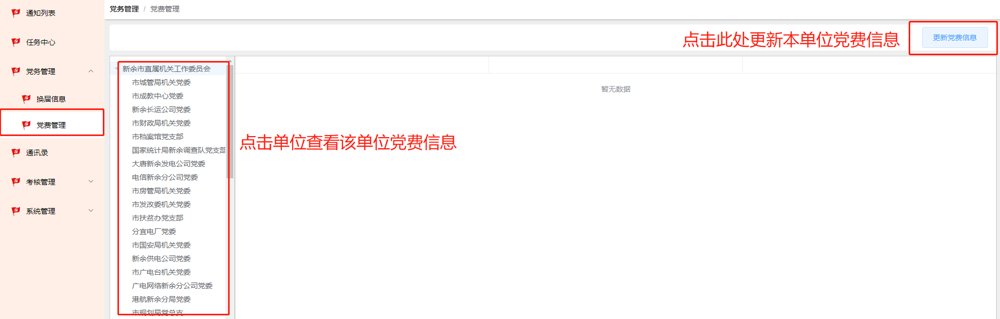 通知列表
任务中心
党务管理
换届信息
党费管理
通讯录
考核管理
系统管理
党务管理 / 党费管理
点击此处更新本单位党费信息
更新党费信息
新余市直属机关工作委员会
市城管局机关党委
市成教中心党委
新余长运公司党委
市财政局机关党委
市档案馆党支部
国家统计局新余调查队党支部
大唐新余发电公司党委
电信新余分公司党委
市房管局机关党委
市发改委机关党委
市扶贫办党支部
分宜电厂党委
市国安局机关党委
新余供电公司党委
市广电台机关党委
广电网络新余分公司党委
港航新余分局党委
市规划局党总支
暂无数据
点击单位查看该单位党费信息